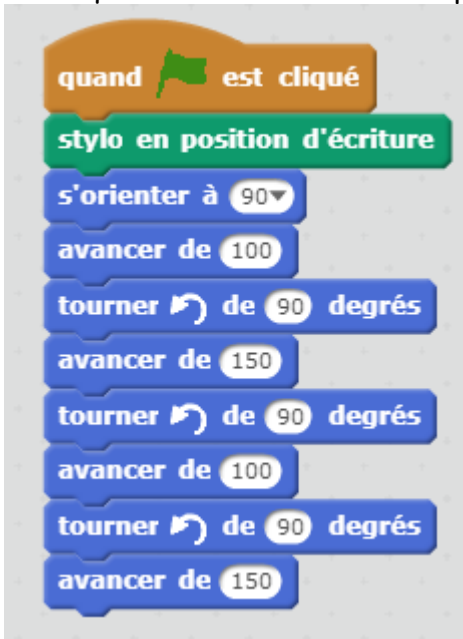 quand est cliqué
stylo en position d'écriture
s'orienter à 90
avancer de 100
tourner de 90 degrés
avancer de 150
tourner de 90 degrés
avancer de 100
tourner de 90 degrés
avancer de 150